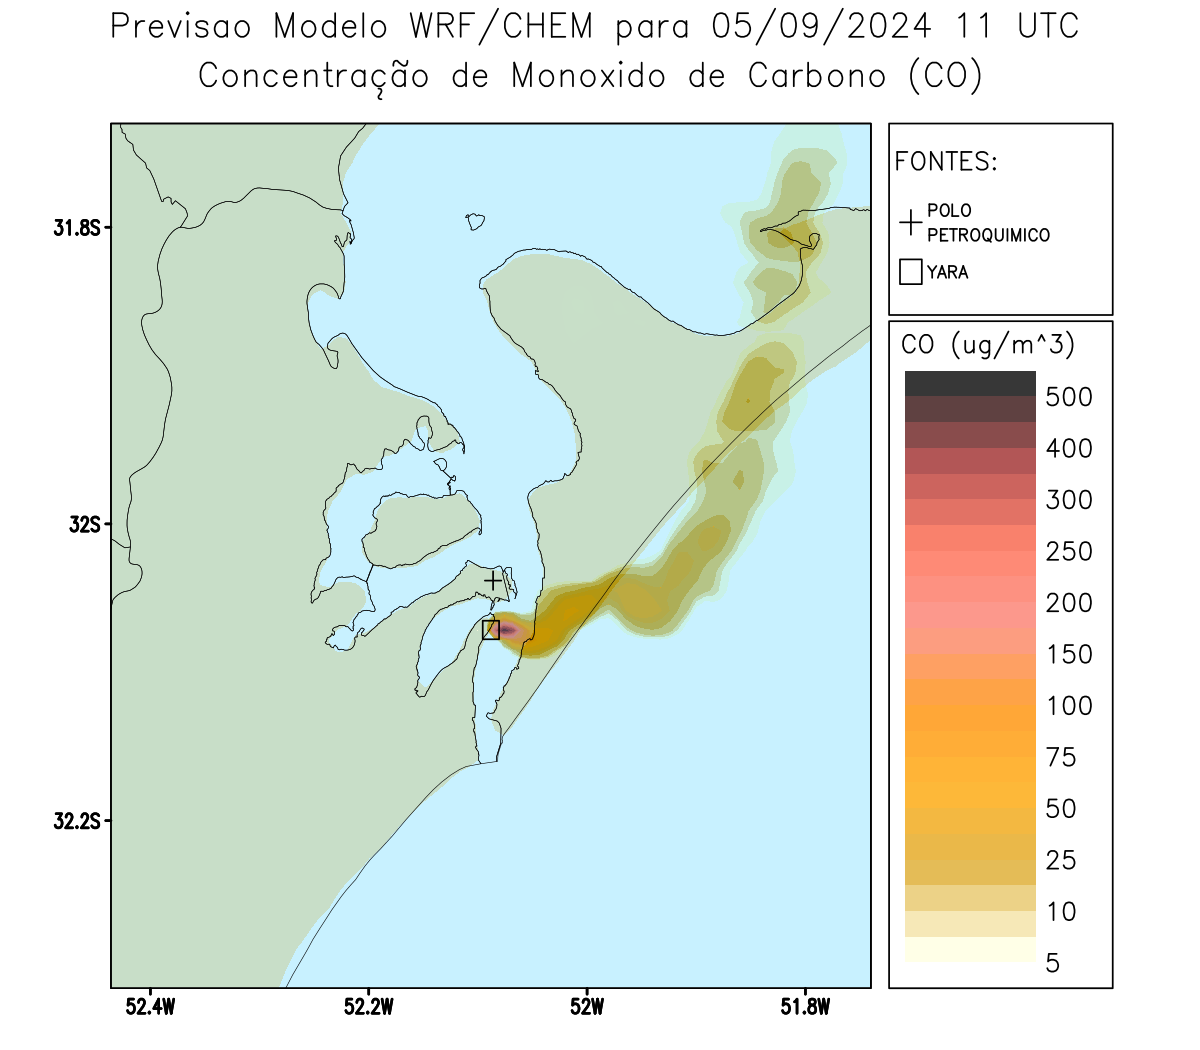 Previsao Modelo WRF/CHEM para 05/09/2024 11 UTC
Concentração de Monoxido de Carbono (CO)
FONTES:
POLO
PETROQUIMICO
YARA
CO (ug/m^3)
500
400
300
250
200
150
100
75
50
25
10
5
31.8S
32S
32.2S
52.4W
52.2W
52W
51.8W